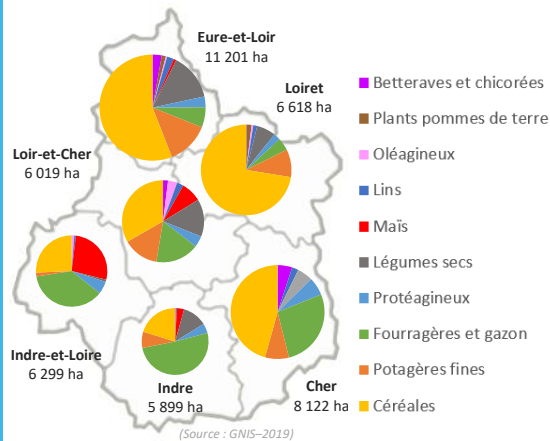 Eure-et-Loir
11 201 ha
Loiret
6 618 ha
Loir-et-Cher
6 019 ha
Indre-et-Loire
6 299 ha
Indre
5 899 ha
Cher
8 122 ha
(Source : GNIS–2019)
Betteraves et chicorées
Plants pommes de terre
Oléagineux
Lins
Maïs
Légumes secs
Protéagineux
Fourragères et gazon
Potagères fines
Céréales